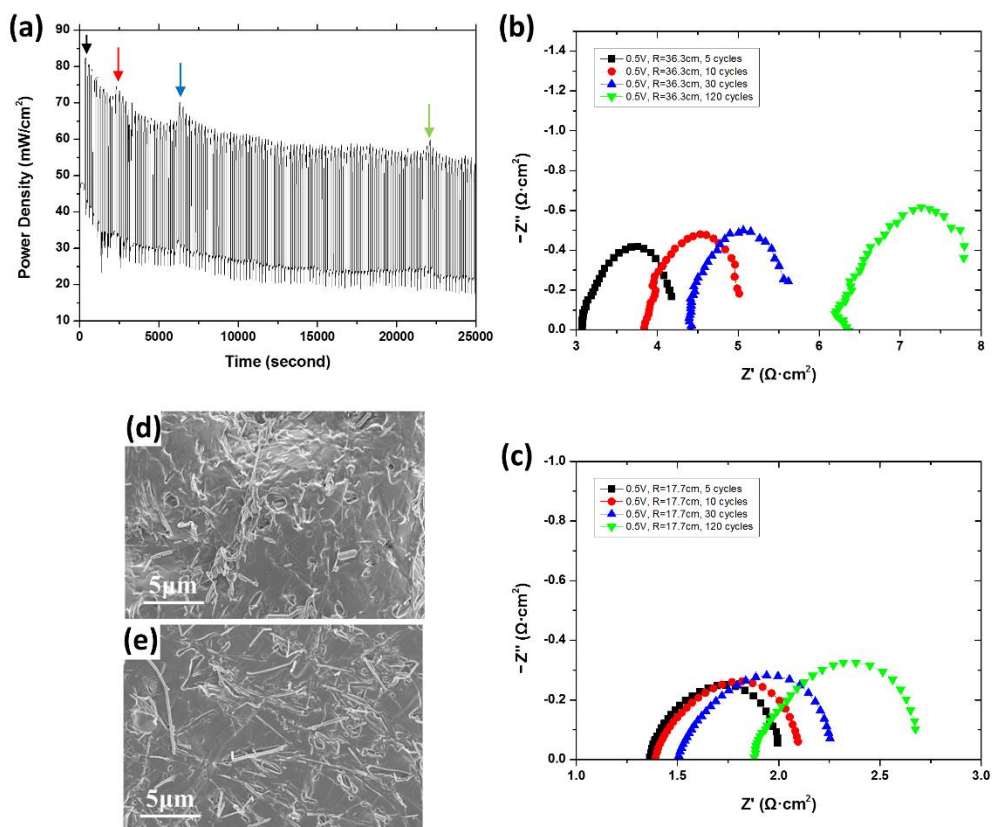 (a)
90
80
70
60
50
40
30
20
10
Power Density (mW/cm²)
0 5000 10000 15000 20000 25000
Time (second)
(b)
-1.4
-1.2
-1.0
-0.8
-0.6
-0.4
-0.2
0.0
−Z'' (Ω·cm²)
0.5V, R=36.3cm, 5 cycles
0.5V, R=36.3cm, 10 cycles
0.5V, R=36.3cm, 30 cycles
0.5V, R=36.3cm, 120 cycles
3 4 5 6 7 8
Z' (Ω·cm²)
(d)
5μm
(e)
5μm
(c)
-1.0
-0.8
-0.6
-0.4
-0.2
0.0
−Z'' (Ω·cm²)
0.5V, R=17.7cm, 5 cycles
0.5V, R=17.7cm, 10 cycles
0.5V, R=17.7cm, 30 cycles
0.5V, R=17.7cm, 120 cycles
1.0 1.5 2.0 2.5 3.0
Z' (Ω·cm²)